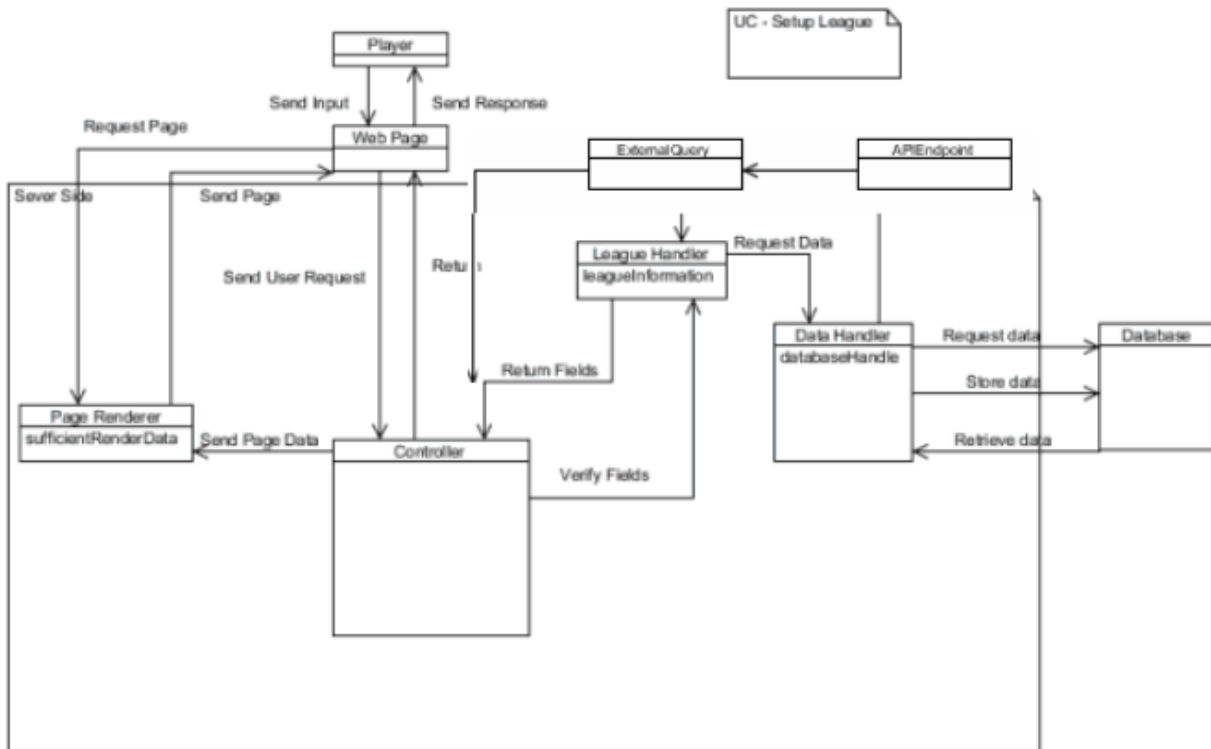 UC - Setup League
Player
Send Input
Send Response
Request Page
Web Page
ExternalQuery
APIEndpoint
Sever Side
Send Page
Request Data
League Handler
leagueInformation
Send User Request
Data Handler
databaseHandle
Request data
Database
Return Fields
Store data
Page Renderer
sufficientRenderData
Send Page Data
Retrieve data
Controller
Verify Fields